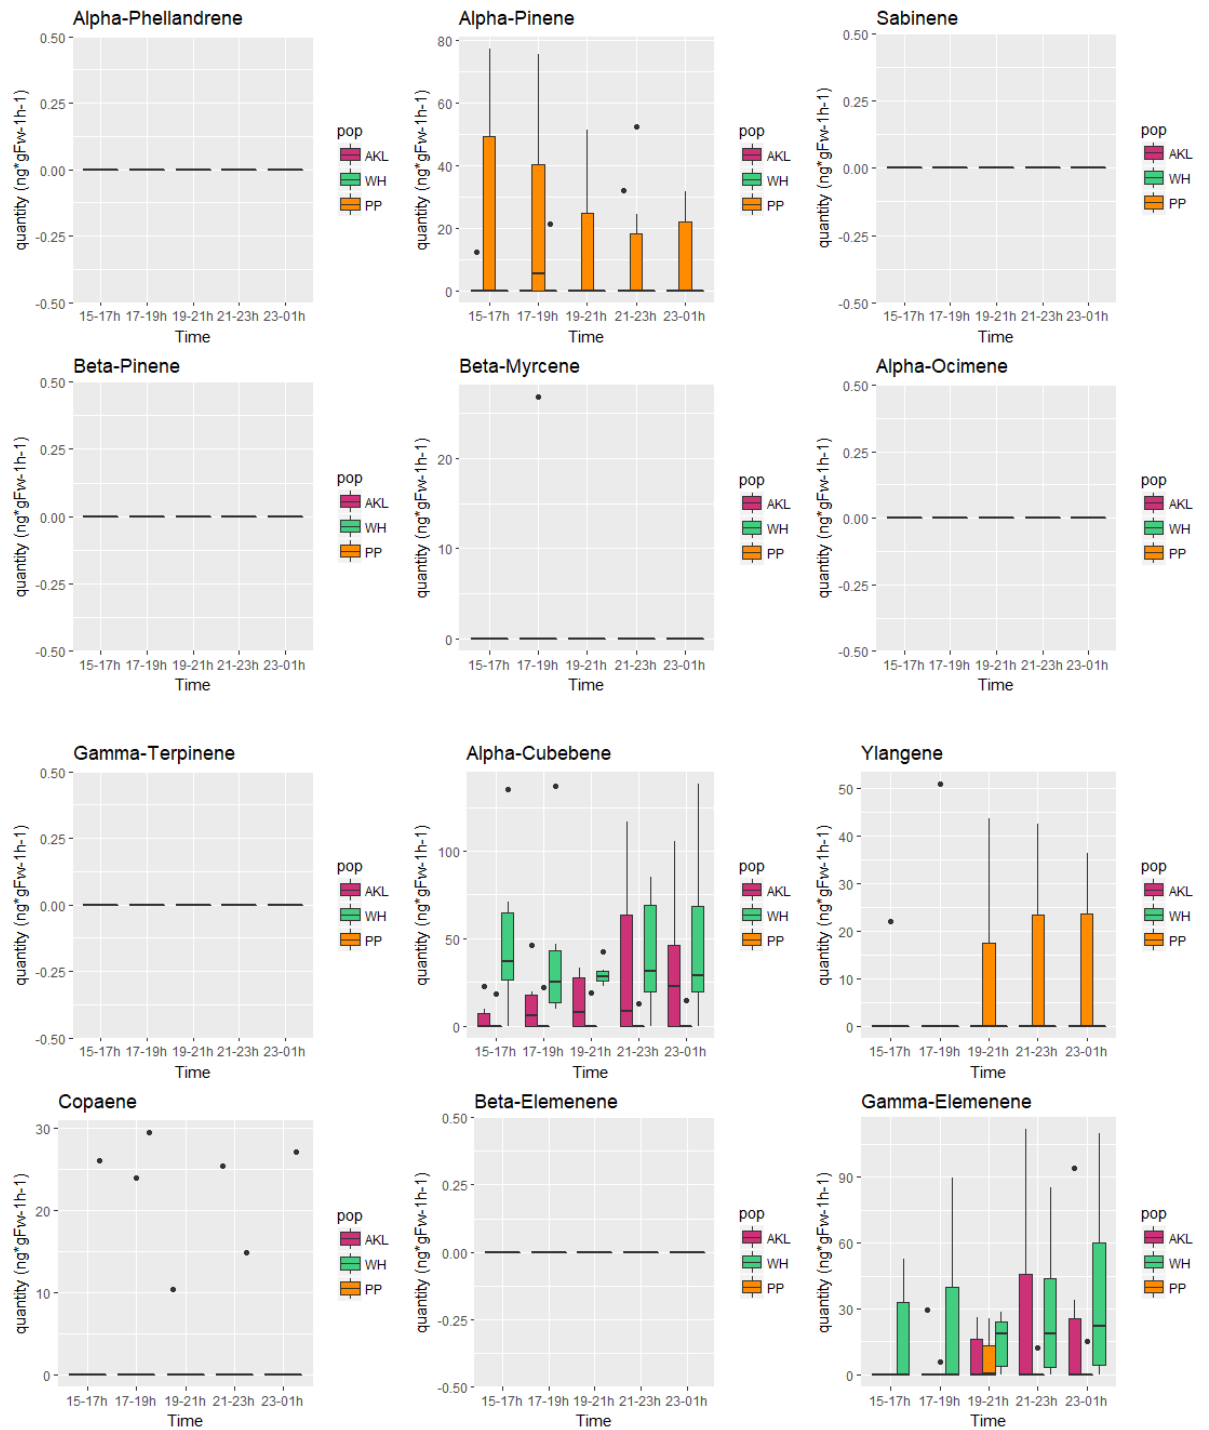 Alpha-Phellandrene
quantity (ng*gFw-1h-1)
0.50
0.25
0.00
-0.25
-0.50
15-17h 17-19h 19-21h 21-23h 23-01h
Time
pop
AKL
WH
PP
Alpha-Pinene
quantity (ng*gFw-1h-1)
80
60
40
20
0
15-17h 17-19h 19-21h 21-23h 23-01h
Time
pop
AKL
WH
PP
Sabinene
quantity (ng*gFw-1h-1)
0.50
0.25
0.00
-0.25
-0.50
15-17h 17-19h 19-21h 21-23h 23-01h
Time
pop
AKL
WH
PP
Beta-Pinene
quantity (ng*gFw-1h-1)
0.50
0.25
0.00
-0.25
-0.50
15-17h 17-19h 19-21h 21-23h 23-01h
Time
pop
AKL
WH
PP
Beta-Myrcene
quantity (ng*gFw-1h-1)
20
10
0
15-17h 17-19h 19-21h 21-23h 23-01h
Time
pop
AKL
WH
PP
Alpha-Ocimene
quantity (ng*gFw-1h-1)
0.50
0.25
0.00
-0.25
-0.50
15-17h 17-19h 19-21h 21-23h 23-01h
Time
pop
AKL
WH
PP
Gamma-Terpinene
quantity (ng*gFw-1h-1)
0.50
0.25
0.00
-0.25
-0.50
15-17h 17-19h 19-21h 21-23h 23-01h
Time
pop
AKL
WH
PP
Alpha-Cubebene
quantity (ng*gFw-1h-1)
100
50
0
15-17h 17-19h 19-21h 21-23h 23-01h
Time
pop
AKL
WH
PP
Ylangene
quantity (ng*gFw-1h-1)
50
40
30
20
10
0
15-17h 17-19h 19-21h 21-23h 23-01h
Time
pop
AKL
WH
PP
Copaene
quantity (ng*gFw-1h-1)
30
20
10
0
15-17h 17-19h 19-21h 21-23h 23-01h
Time
pop
AKL
WH
PP
Beta-Elemenene
quantity (ng*gFw-1h-1)
0.50
0.25
0.00
-0.25
-0.50
15-17h 17-19h 19-21h 21-23h 23-01h
Time
pop
AKL
WH
PP
Gamma-Elemenene
quantity (ng*gFw-1h-1)
90
60
30
0
15-17h 17-19h 19-21h 21-23h 23-01h
Time
pop
AKL
WH
PP